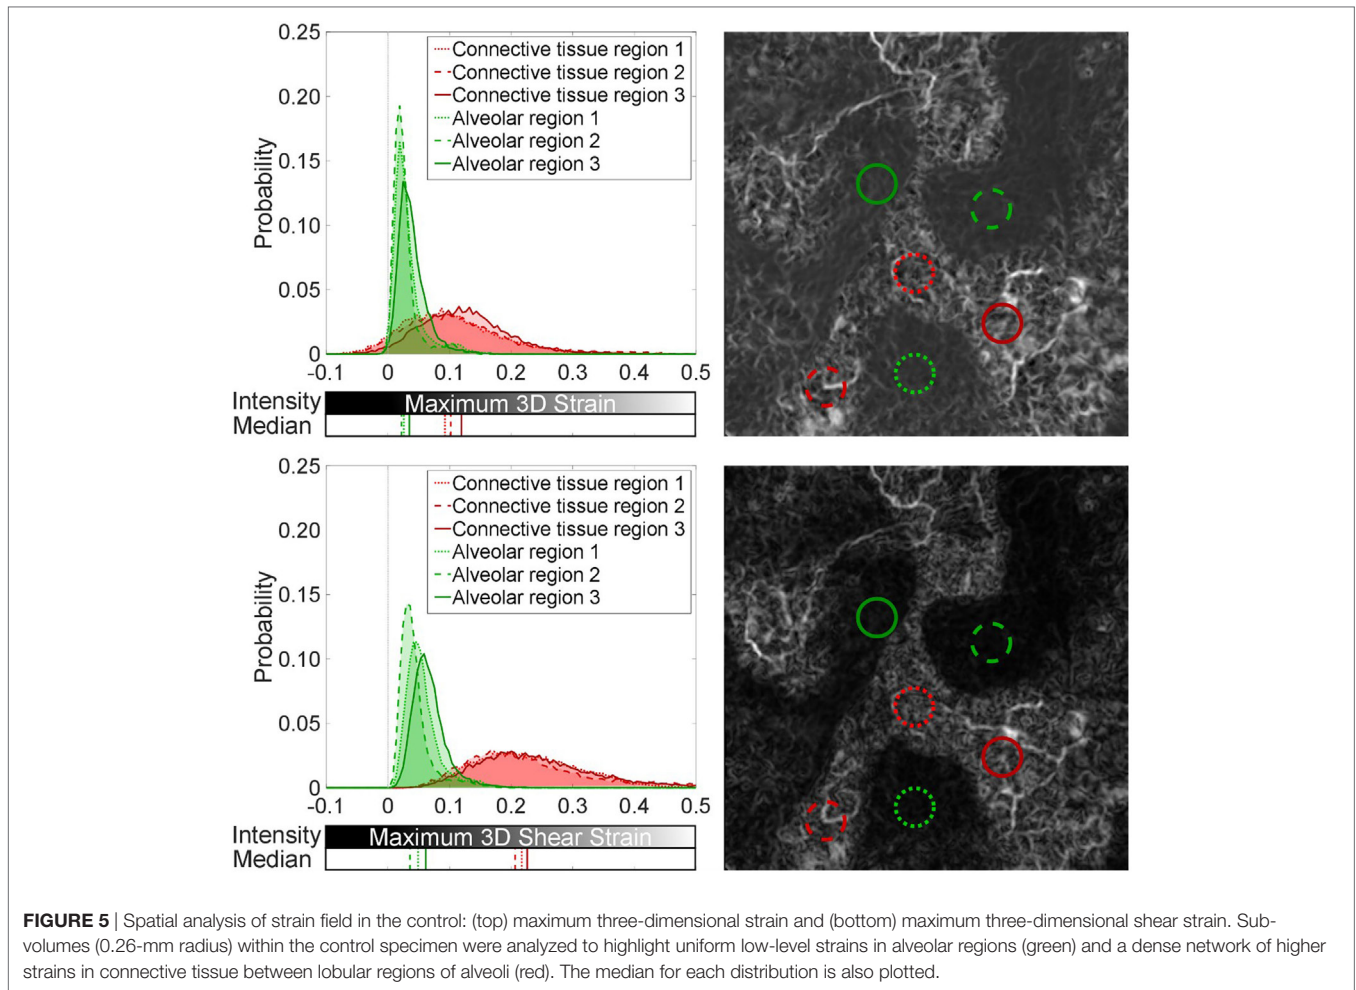 0.25
0.20
0.15
0.10
0.05
0
Probability
Connective tissue region 1
Connective tissue region 2
Connective tissue region 3
Alveolar region 1
Alveolar region 2
Alveolar region 3
-0.1 0 0.1 0.2 0.3 0.4 0.5
Intensity Maximum 3D Strain
Median
0.25
0.20
0.15
0.10
0.05
0
Probability
Connective tissue region 1
Connective tissue region 2
Connective tissue region 3
Alveolar region 1
Alveolar region 2
Alveolar region 3
-0.1 0 0.1 0.2 0.3 0.4 0.5
Intensity Maximum 3D Shear Strain
Median
FIGURE 5 | Spatial analysis of strain field in the control: (top) maximum three-dimensional strain and (bottom) maximum three-dimensional shear strain. Sub-
volumes (0.26-mm radius) within the control specimen were analyzed to highlight uniform low-level strains in alveolar regions (green) and a dense network of higher
strains in connective tissue between lobular regions of alveoli (red). The median for each distribution is also plotted.